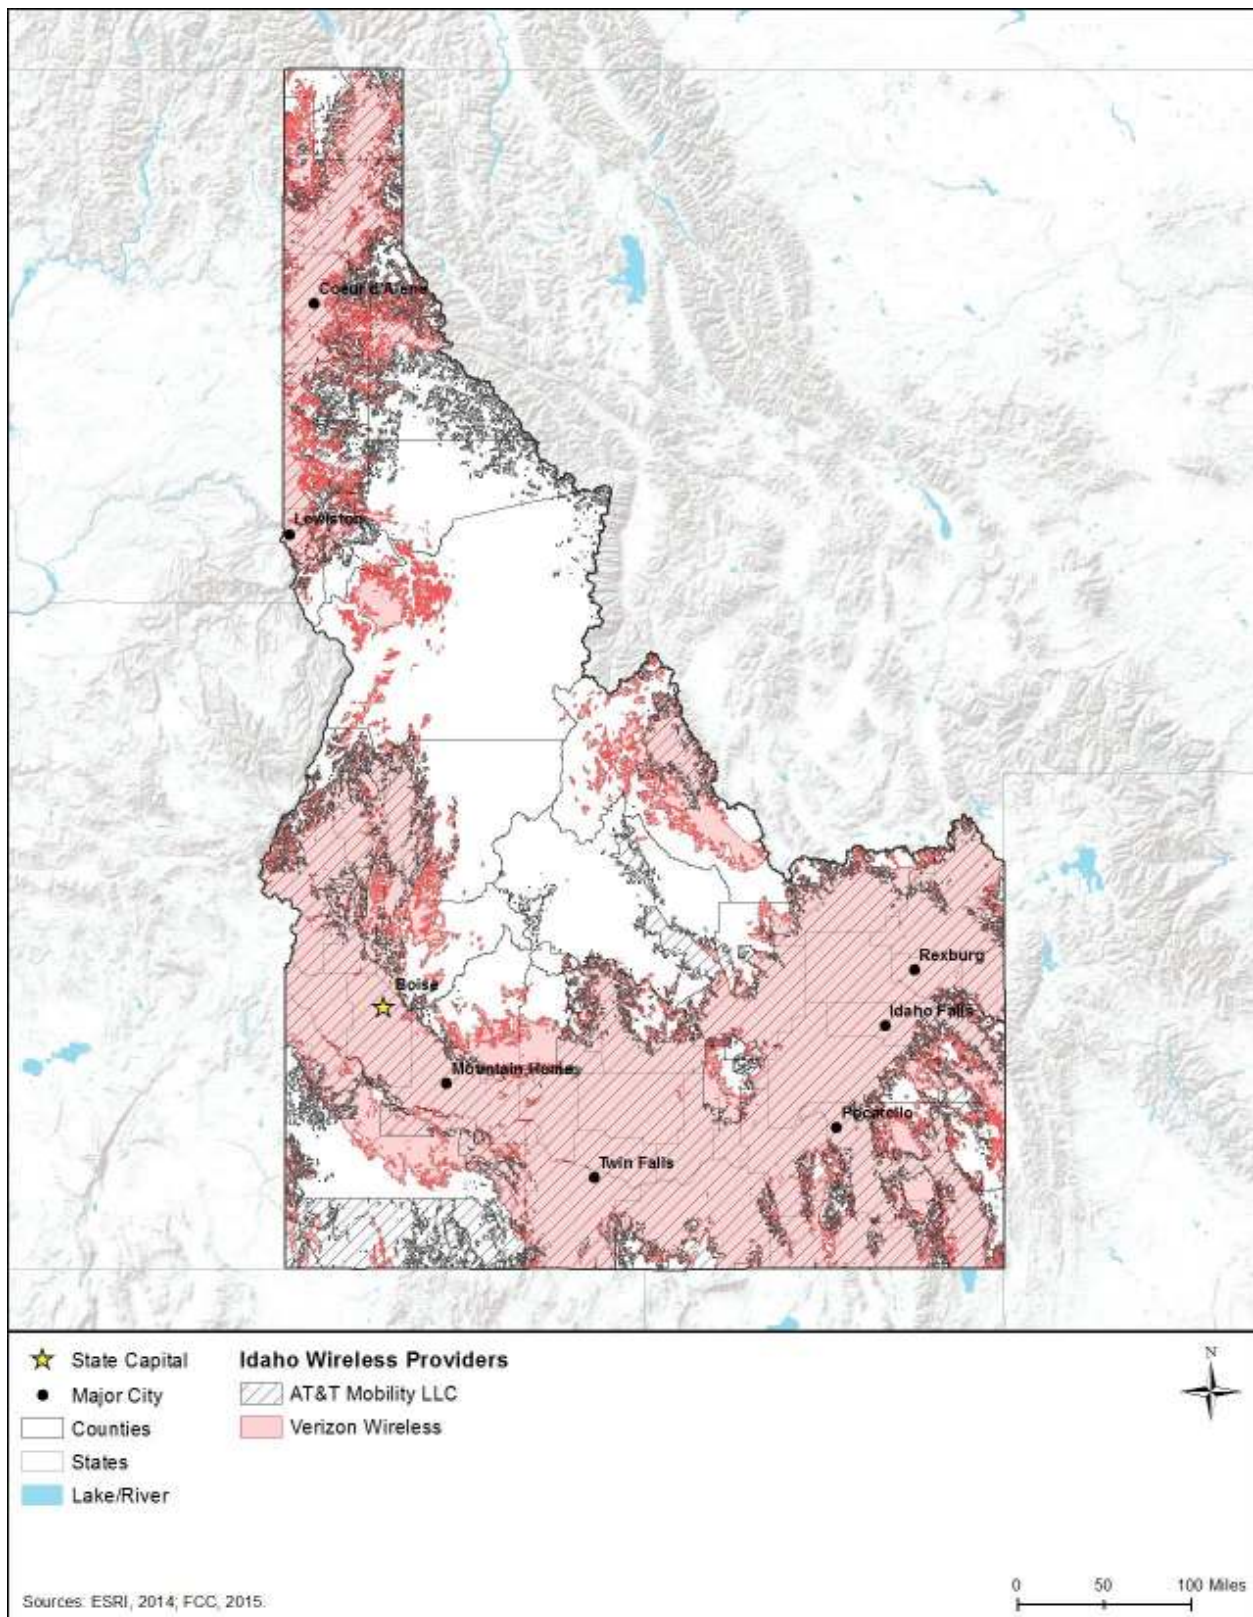 Coeur d'Alene
Lewiston
Rexburg
Boise
Idaho Falls
Mountain Home
Pocatello
Twin Falls
State Capital
Major City
Counties
States
Lake/River
Idaho Wireless Providers
AT&T Mobility LLC
Verizon Wireless
N
Sources: ESRI, 2014; FCC, 2015.
0 50 100 Miles